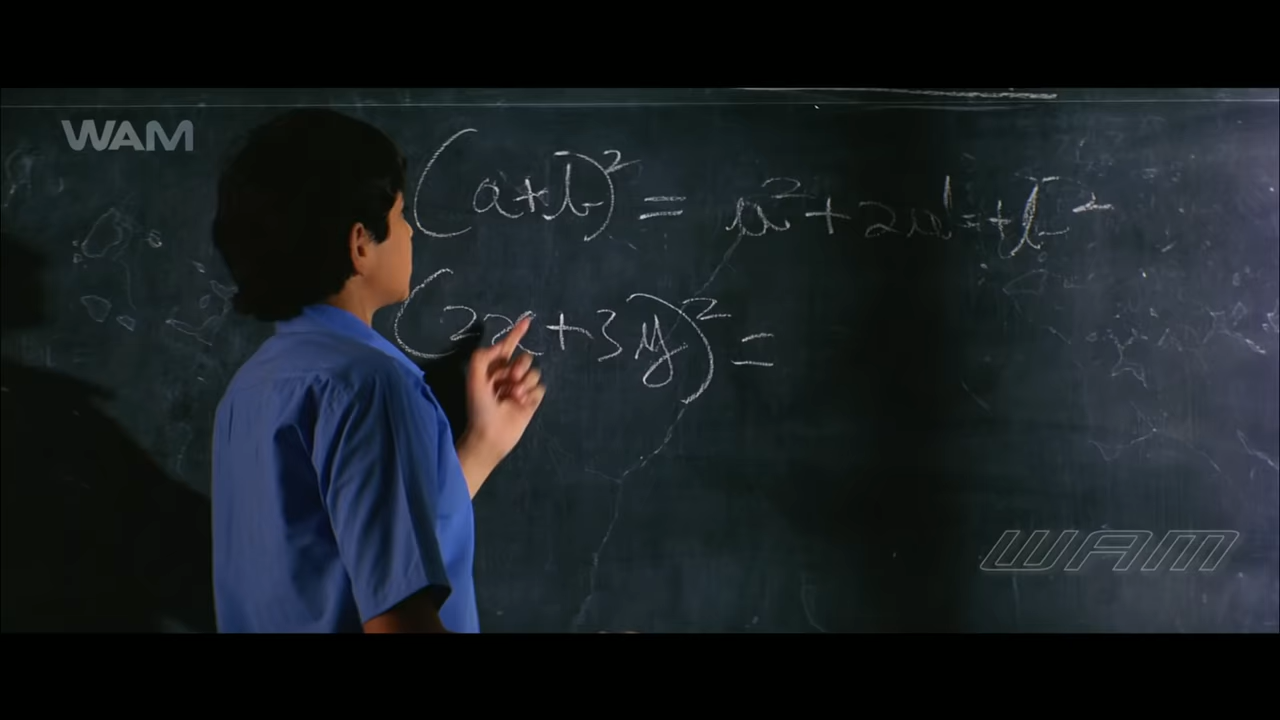 WAM
(a+b)² = a²+2ab+b²
(2x+3y)² =
WAM